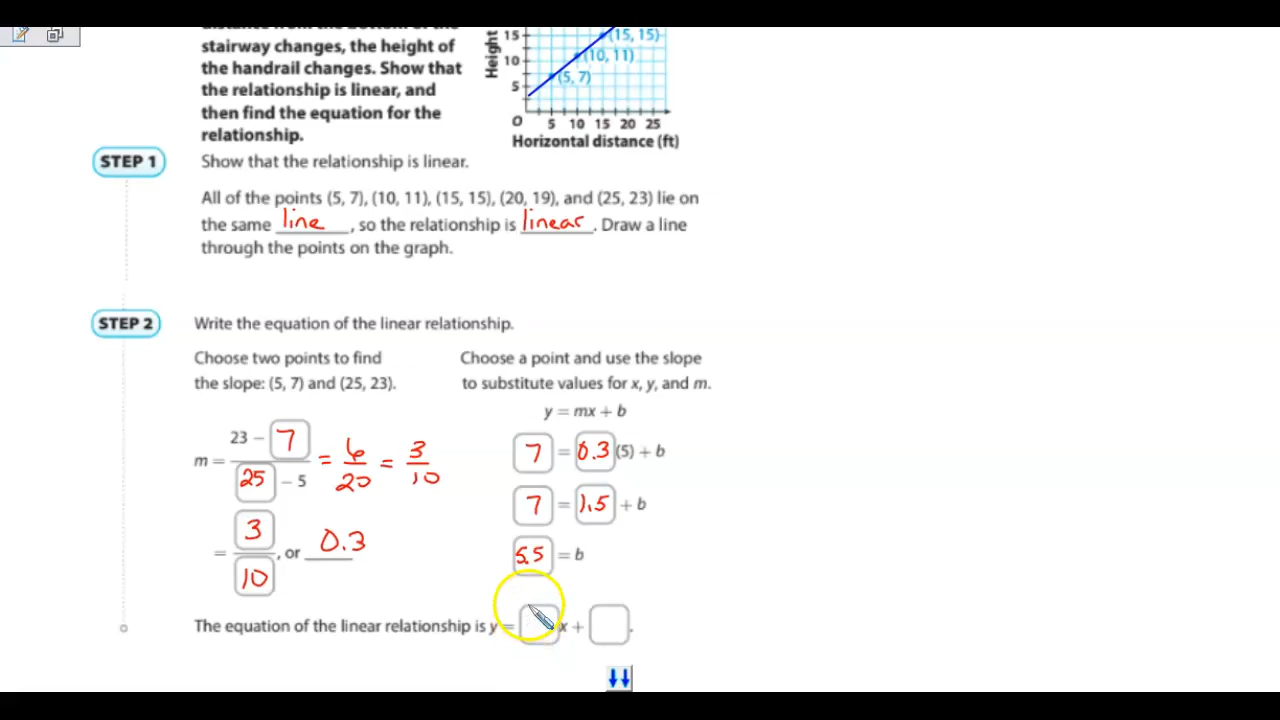 stairway changes, the height of
the handrail changes. Show that
the relationship is linear, and
then find the equation for the
relationship.
Height
15
10
5
(15, 15)
(10, 11)
(5, 7)
O 5 10 15 20 25
Horizontal distance (ft)
STEP 1 Show that the relationship is linear.
All of the points (5, 7), (10, 11), (15, 15), (20, 19), and (25, 23) lie on
the same line, so the relationship is linear. Draw a line
through the points on the graph.
STEP 2 Write the equation of the linear relationship.
Choose two points to find
the slope: (5, 7) and (25, 23).
m = 23 − 7 / 25 − 5 = 6/20 = 3/10
= 3/10, or 0.3
Choose a point and use the slope
to substitute values for x, y, and m.
y = mx + b
7 = 0.3 (5) + b
7 = 1.5 + b
5.5 = b
The equation of the linear relationship is y = x + .